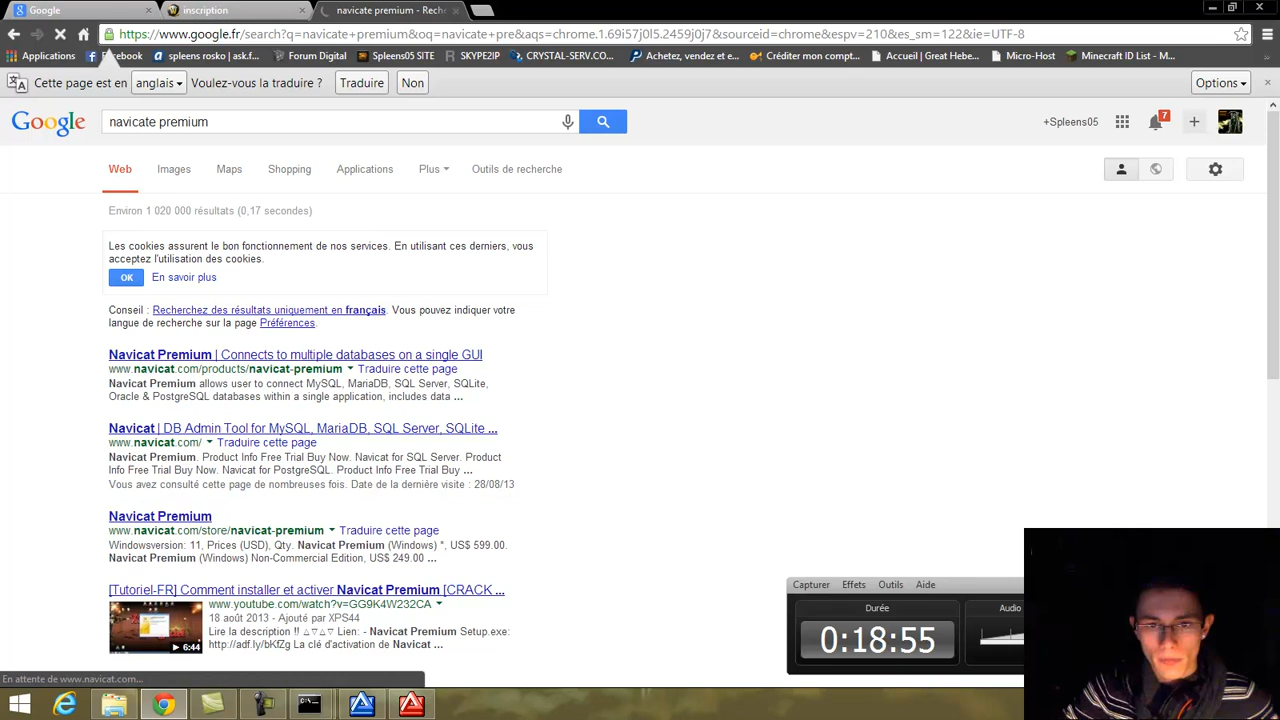 Google
inscription
navicate premium - Rech
https://www.google.fr/search?q=navicate+premium&oq=navicate+pre&aqs=chrome.1.69i57j0l5.2459j0j7&sourceid=chrome&espv=210&es_sm=122&ie=UTF-8
Applications
Facebook
spleens rosko | ask.f...
Forum Digital
Spleens05 SITE
SKYPE2IP
CRYSTAL-SERV.CO...
Achetez, vendez et e...
Créditer mon compt...
Accueil | Great Hebe...
Micro-Host
Minecraft ID List - M...
Cette page est en anglais Voulez-vous la traduire ? Traduire Non Options
Google
navicate premium
+Spleens05
7
Web Images Maps Shopping Applications Plus Outils de recherche
Environ 1 020 000 résultats (0,17 secondes)
Les cookies assurent le bon fonctionnement de nos services. En utilisant ces derniers, vous
acceptez l'utilisation des cookies.
OK En savoir plus
Conseil : Recherchez des résultats uniquement en français. Vous pouvez indiquer votre
langue de recherche sur la page Préférences.
Navicat Premium | Connects to multiple databases on a single GUI
www.navicat.com/products/navicat-premium Traduire cette page
Navicat Premium allows user to connect MySQL, MariaDB, SQL Server, SQLite,
Oracle & PostgreSQL databases within a single application, includes data ...
Navicat | DB Admin Tool for MySQL, MariaDB, SQL Server, SQLite ...
www.navicat.com/ Traduire cette page
Navicat Premium. Product Info Free Trial Buy Now. Navicat for SQL Server. Product
Info Free Trial Buy Now. Navicat for PostgreSQL. Product Info Free Trial Buy ...
Vous avez consulté cette page de nombreuses fois. Date de la dernière visite : 28/08/13
Navicat Premium
www.navicat.com/store/navicat-premium Traduire cette page
Windowsversion: 11, Prices (USD), Qty. Navicat Premium (Windows) *, US$ 599.00.
Navicat Premium (Windows) Non-Commercial Edition, US$ 249.00 ...
[Tutoriel-FR] Comment installer et activer Navicat Premium [CRACK ...
www.youtube.com/watch?v=GG9K4W232CA
18 août 2013 - Ajouté par XPS44
Lire la description !! △▽△▽△ Lien: - Navicat Premium Setup.exe:
http://adf.ly/bKfZg La clé d'activation de Navicat ...
6:44
En attente de www.navicat.com...
Capturer Effets Outils Aide
Durée Audio
0:18:55